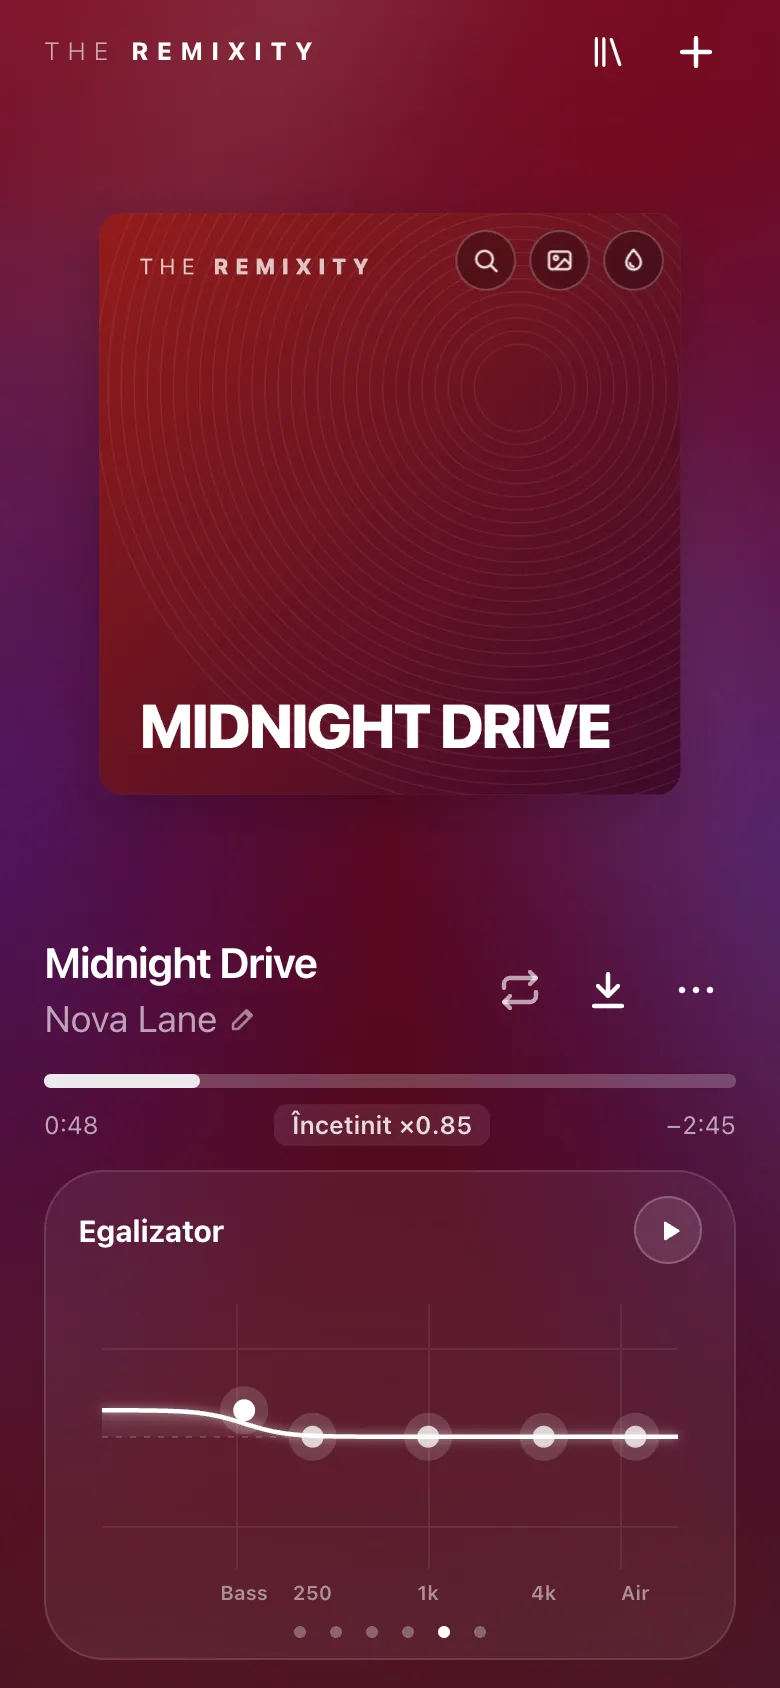 THE REMIXITY
THE REMIXITY
MIDNIGHT DRIVE
Midnight Drive
Nova Lane
0:48 Încetinit ×0.85 −2:45
Egalizator
Bass 250 1k 4k Air